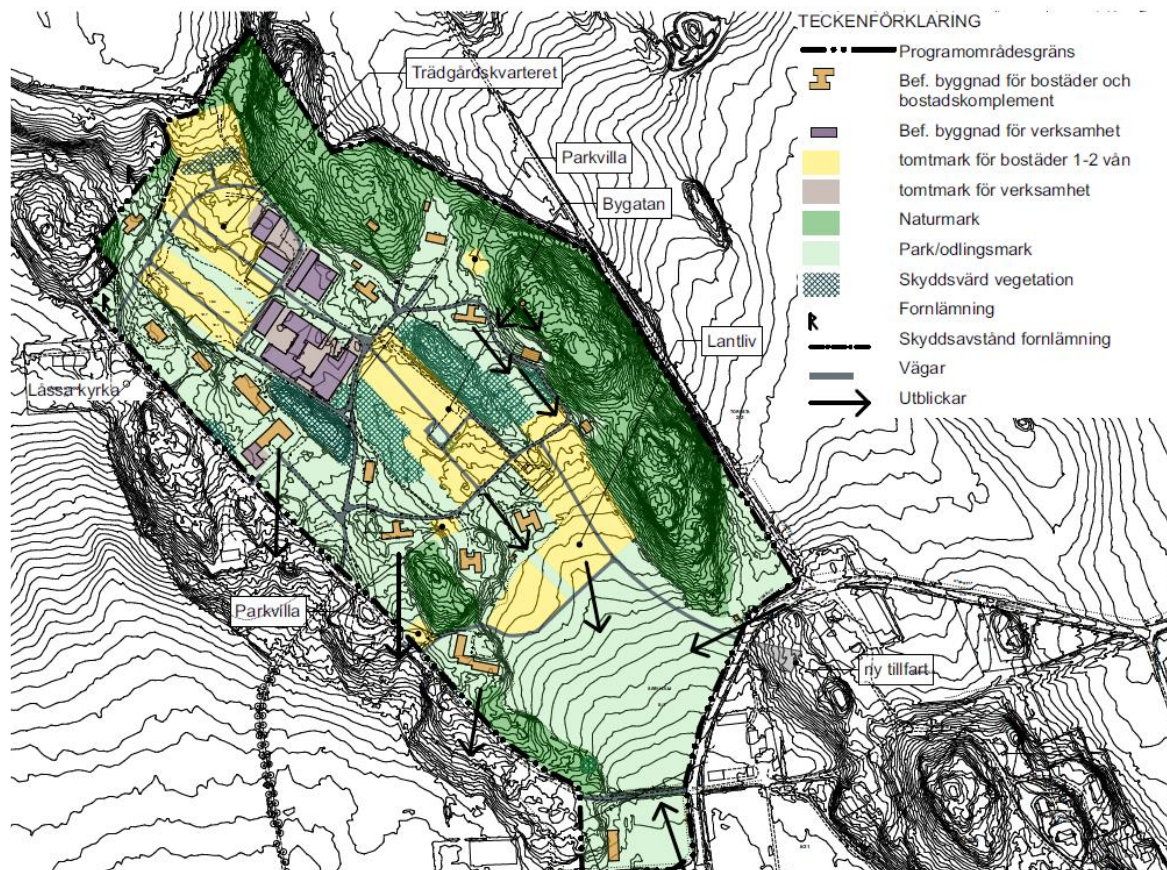 TECKENFÖRKLARING
Programområdesgräns
Bef. byggnad för bostäder och
bostadskomplement
Bef. byggnad för verksamhet
tomtmark för bostäder 1-2 vån
tomtmark för verksamhet
Naturmark
Park/odlingsmark
Skyddsvärd vegetation
Fornlämning
Skyddsavstånd fornlämning
Vägar
Utblickar
Trädgårdskvarteret
Parkvilla
Bygatan
Lantliv
Låssa kyrka
Parkvilla
ny tillfart